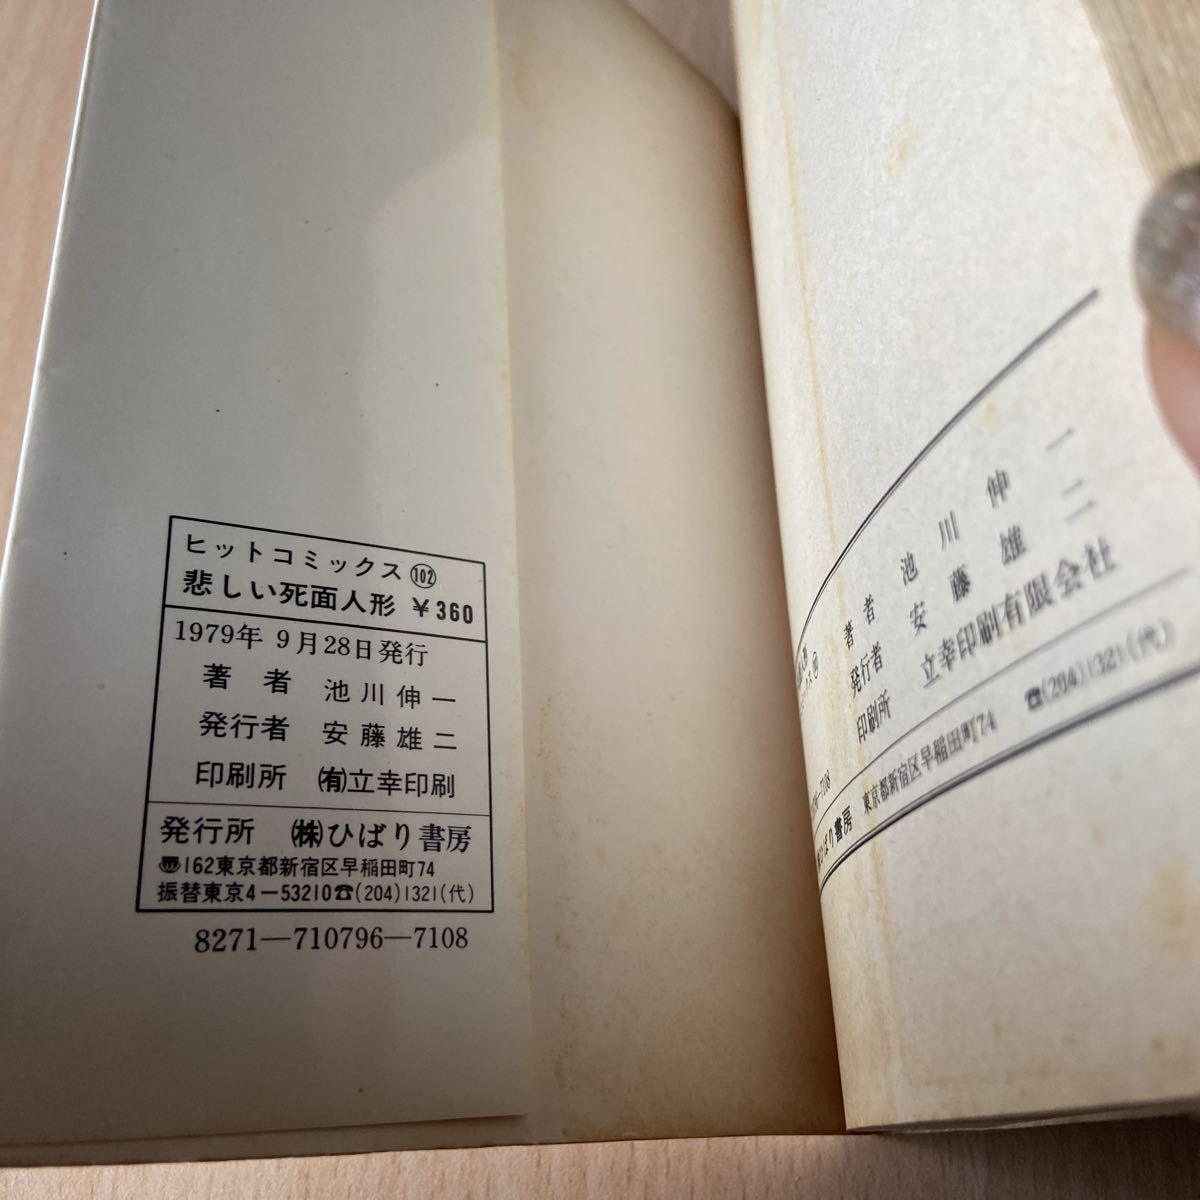 ヒットコミックス 102
悲しい死面人形 ¥360
1979年 9月28日発行
著者 池川伸一
発行者 安藤雄二
印刷所 (有)立幸印刷
発行所 (株)ひばり書房
〠162東京都新宿区早稲田町74
振替東京4-53210☎(204)1321(代)
8271-710796-7108
著者 池川伸一
発行者 安藤雄二
印刷所 立幸印刷有限会社
ひばり書房 東京都新宿区早稲田町74 ☎(204)1321(代)
-7108